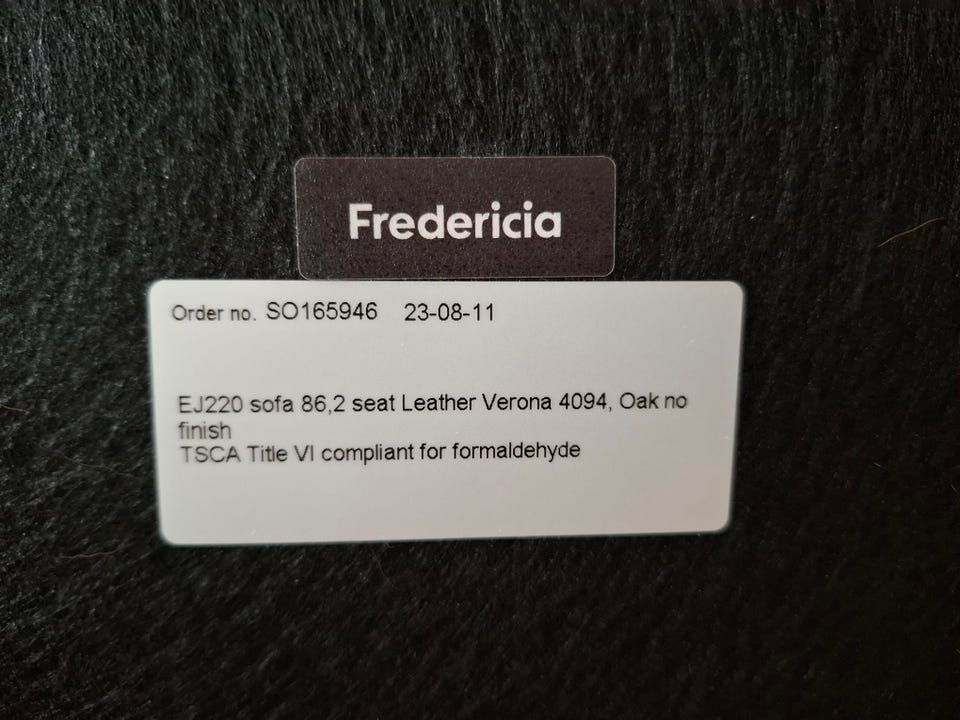 Fredericia
Order no. SO165946 23-08-11
EJ220 sofa 86,2 seat Leather Verona 4094, Oak no
finish
TSCA Title VI compliant for formaldehyde